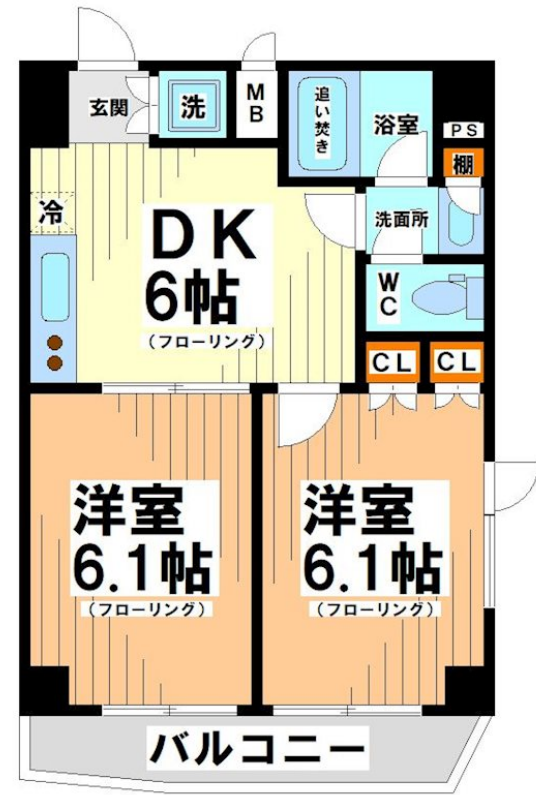 玄関
洗
MB
追い焚き
浴室
PS
棚
冷
DK
6帖
(フローリング)
洗面所
WC
CL
CL
洋室
6.1帖
(フローリング)
洋室
6.1帖
(フローリング)
バルコニー